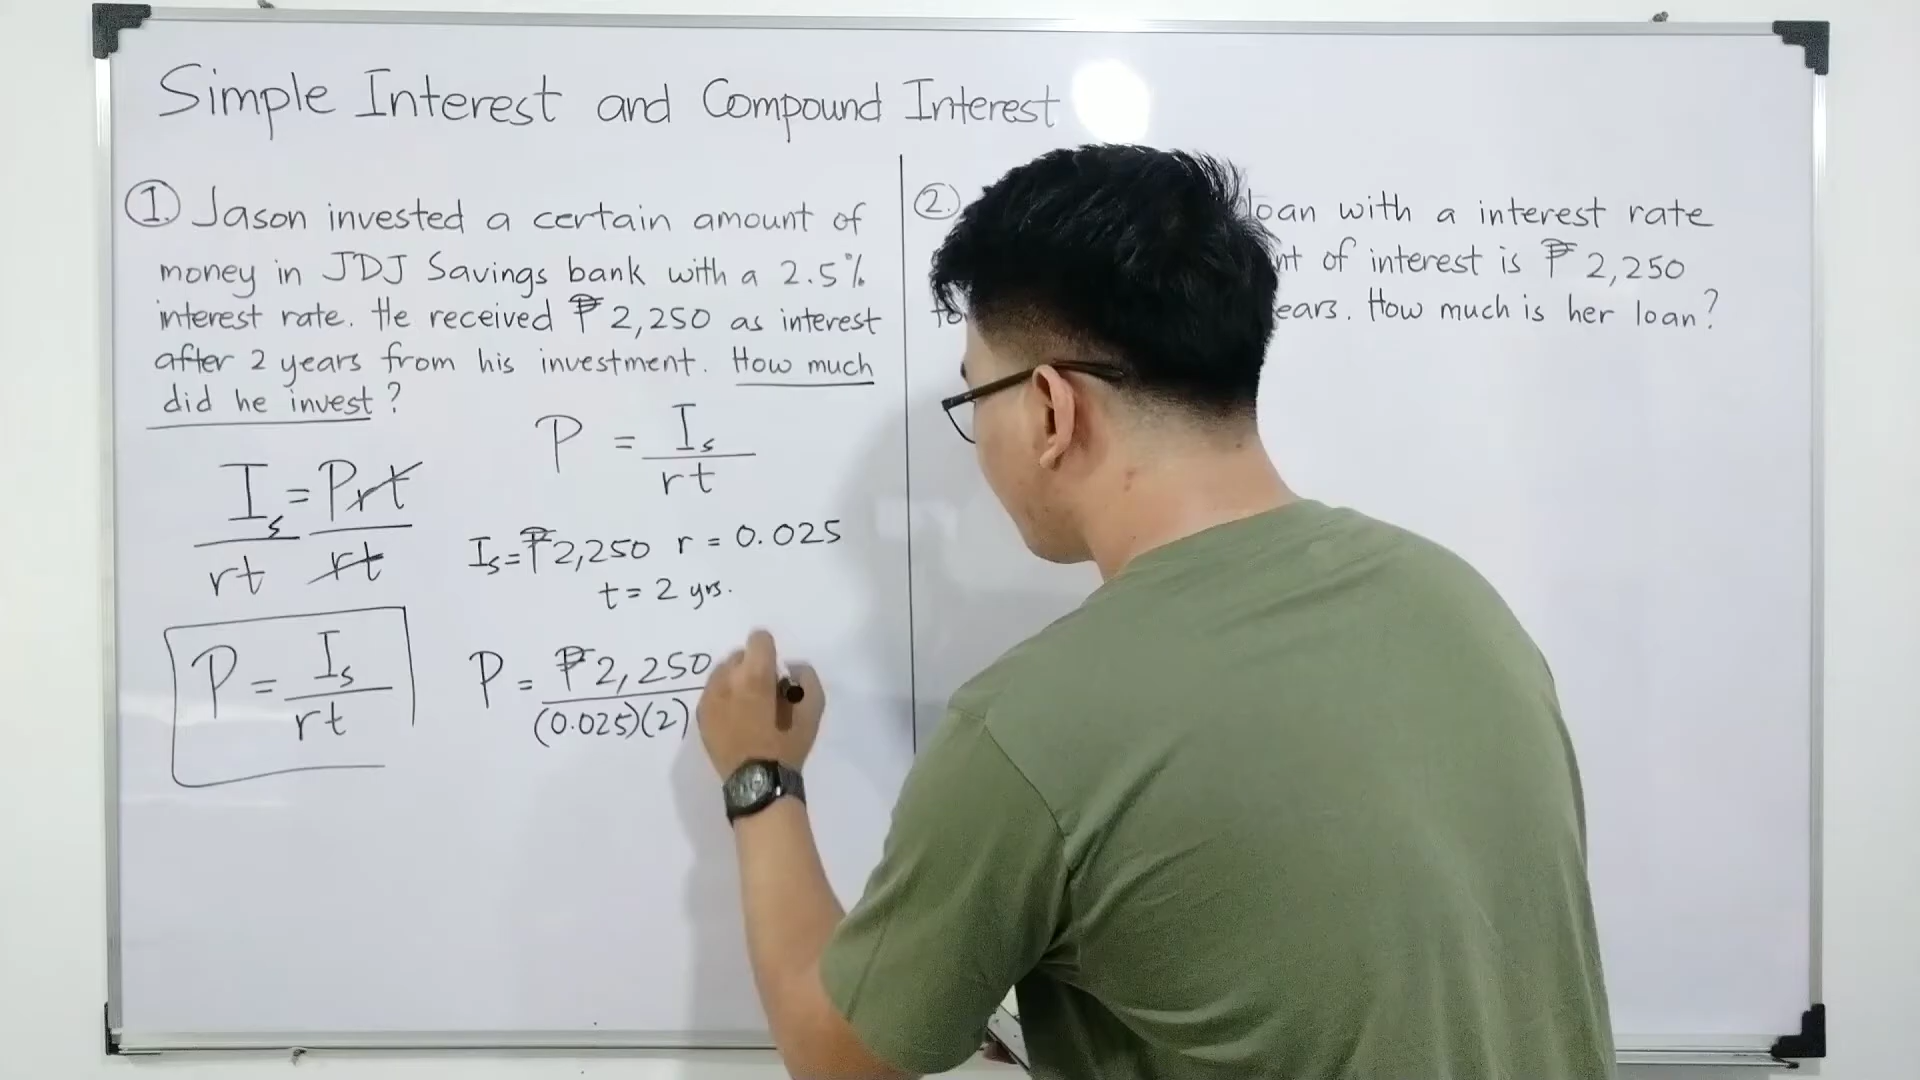 Simple Interest and Compound Interest
1. Jason invested a certain amount of
money in JDJ Savings bank with a 2.5%
interest rate. He received ₱2,250 as interest
after 2 years from his investment. How much
did he invest?
P = Is
rt
Is = Prt
rt rt
Is = ₱2,250 r = 0.025
t = 2 yrs.
P = Is
rt
P = ₱2,250
(0.025)(2)
2. loan with a interest rate
of interest is ₱2,250
How much is her loan?